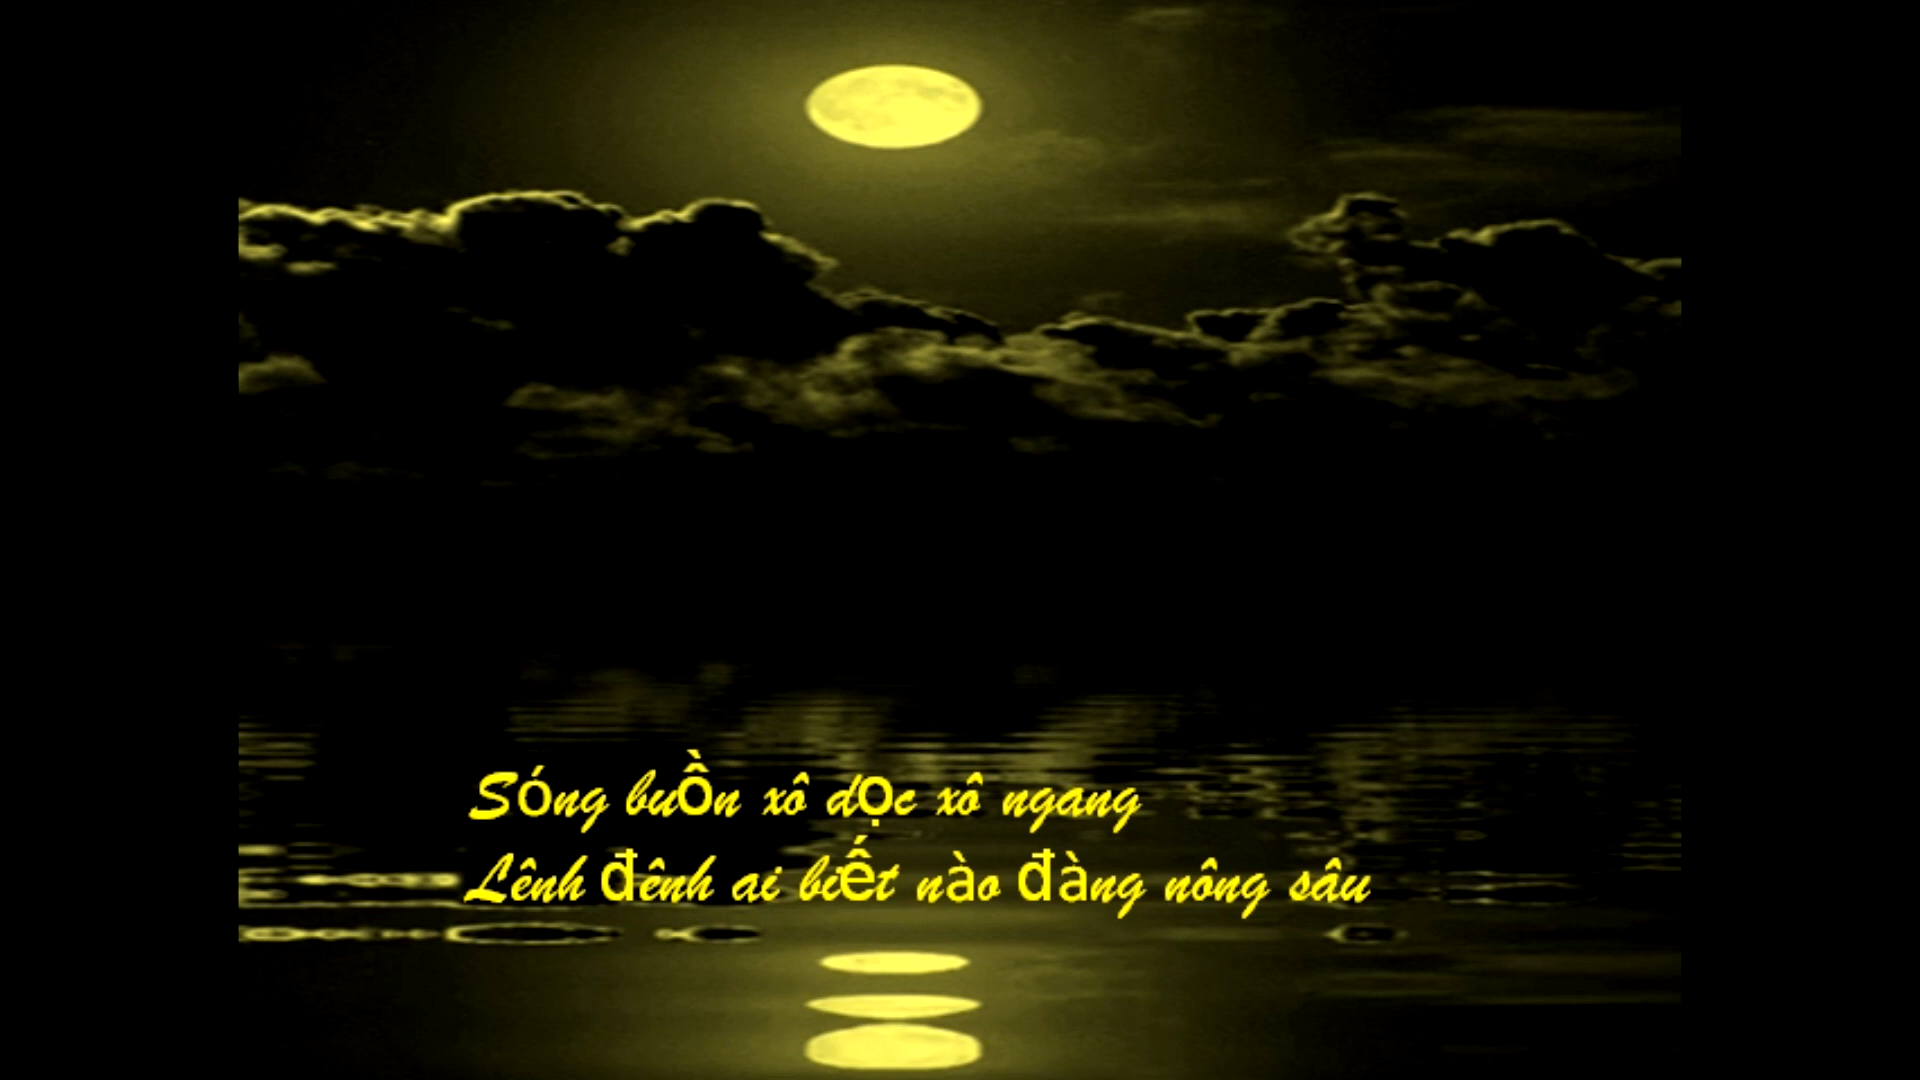 Sóng buồn xô dọc xô ngang
Lênh đênh ai biết nào đàng nông sâu